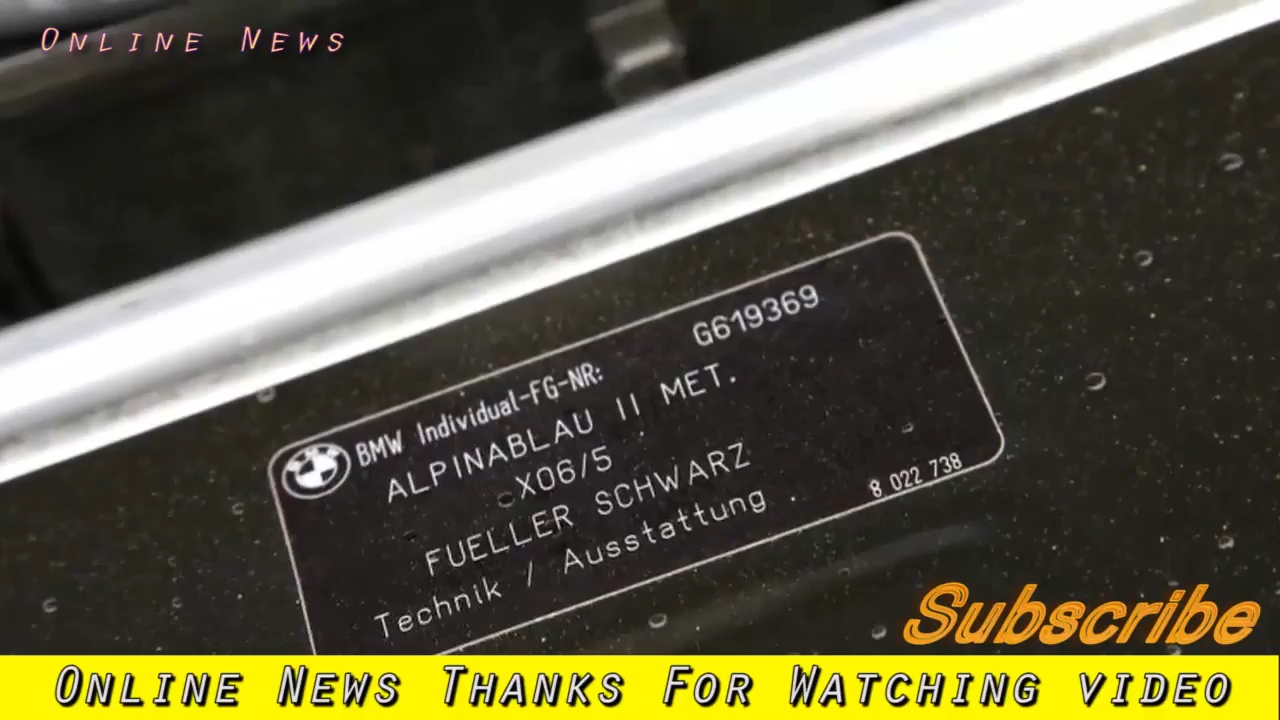 ONLINE NEWS
BMW Individual-FG-NR: G619369
ALPINABLAU II MET.
X06/5
FUELLER SCHWARZ
Technik / Ausstattung .
8 022 738
Subscribe
ONLINE NEWS THANKS FOR WATCHING VIDEO